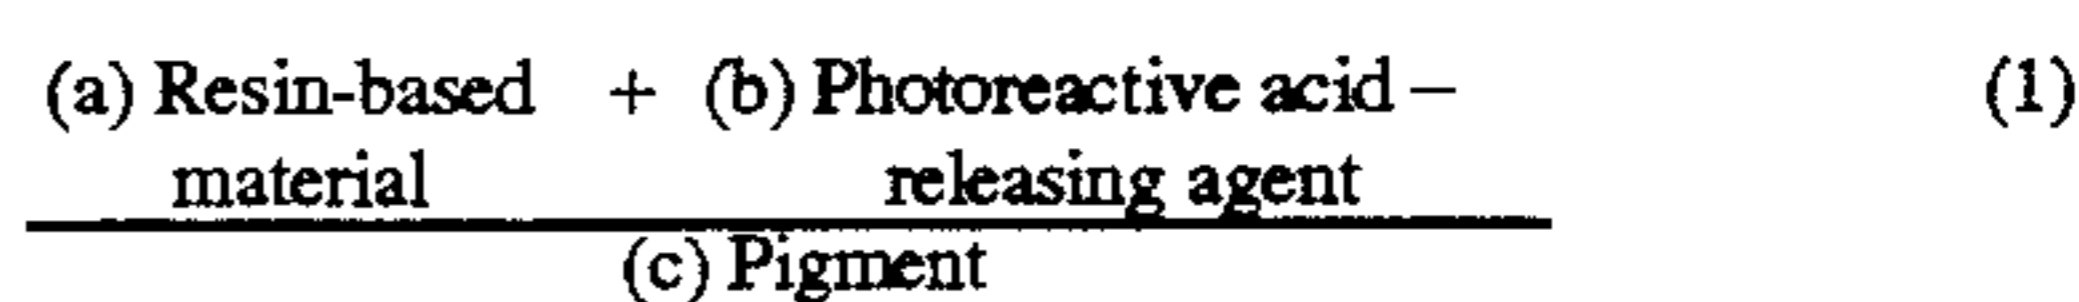 (a) Resin-based + (b) Photoreactive acid – (1)
material releasing agent
(c) Pigment